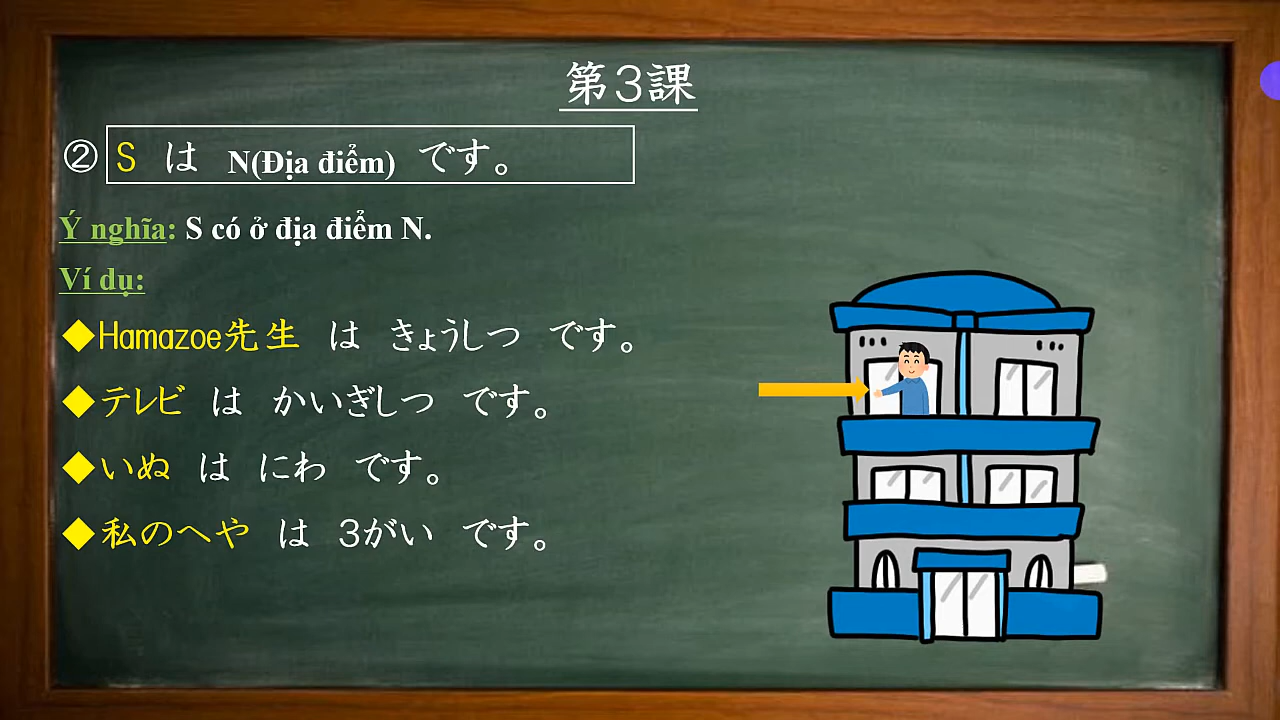 第3課
② S は N(Địa điểm) です。
Ý nghĩa: S có ở địa điểm N.
Ví dụ:
◆Hamazoe先生 は きょうしつ です。
◆テレビ は かいぎしつ です。
◆いぬ は にわ です。
◆私のへや は 3がい です。